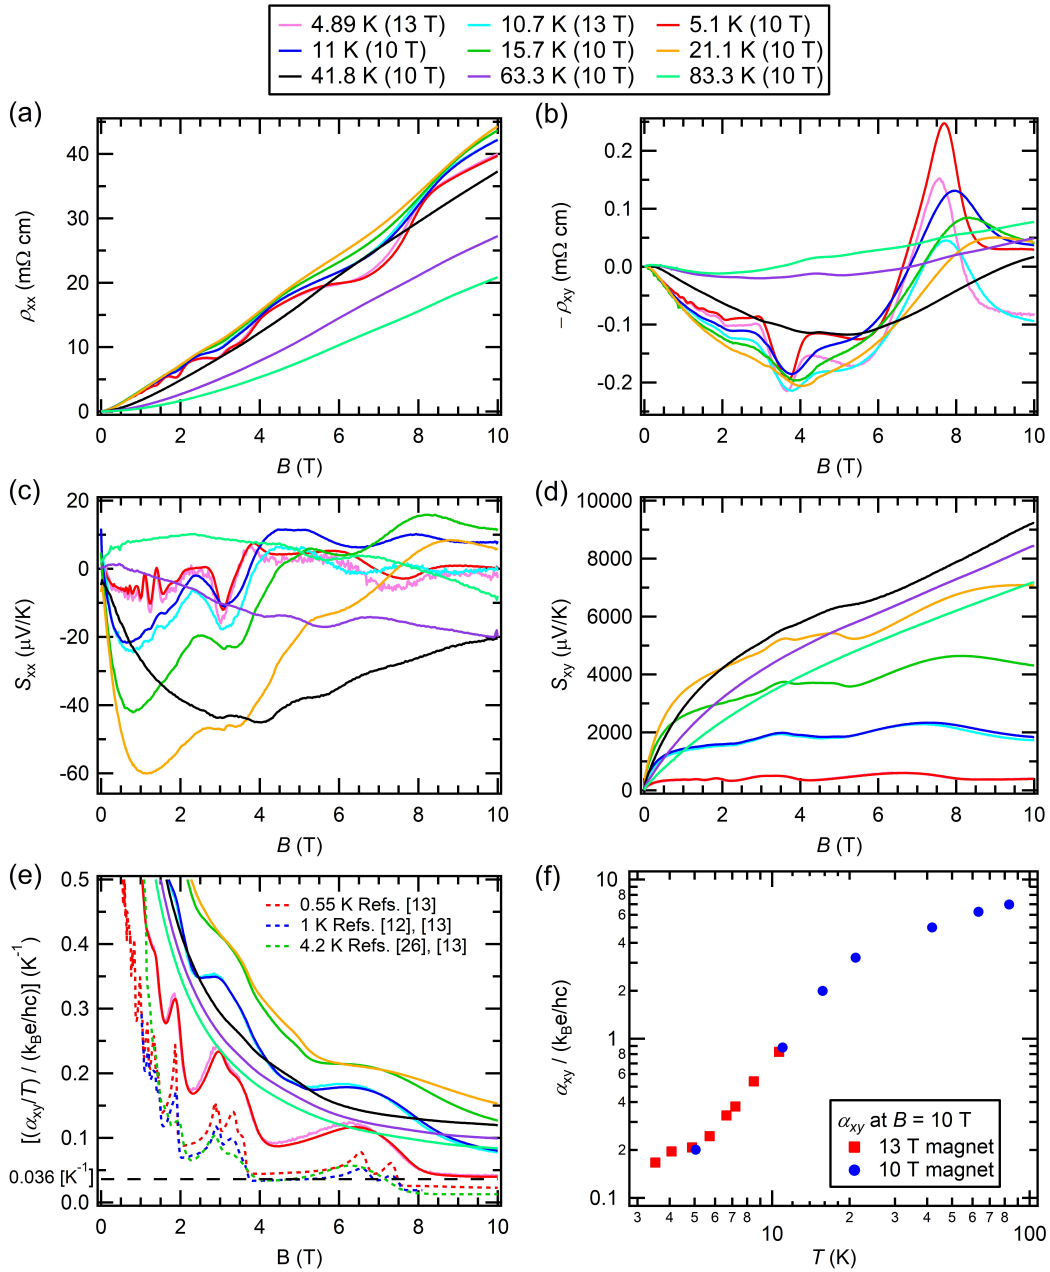 4.89 K (13 T) 10.7 K (13 T) 5.1 K (10 T)
11 K (10 T) 15.7 K (10 T) 21.1 K (10 T)
41.8 K (10 T) 63.3 K (10 T) 83.3 K (10 T)
(a)
ρxx (mΩ cm)
40
30
20
10
0
0 2 4 6 8 10
B (T)
(b)
− ρxy (mΩ cm)
0.2
0.1
0.0
-0.1
-0.2
0 2 4 6 8 10
B (T)
(c)
Sxx (μV/K)
20
0
-20
-40
-60
0 2 4 6 8 10
B (T)
(d)
Sxy (μV/K)
10000
8000
6000
4000
2000
0
0 2 4 6 8 10
B (T)
(e)
[(αxy/T) / (kBe/hc)] (K-1)
0.5
0.4
0.3
0.2
0.1
0.036 [K-1]
0.0
0.55 K Refs. [13]
1 K Refs. [12], [13]
4.2 K Refs. [26], [13]
0 2 4 6 8 10
B (T)
(f)
αxy / (kBe/hc)
10
8
6
4
2
1
8
6
4
2
0.1
αxy at B = 10 T
13 T magnet
10 T magnet
3 4 5 6 7 8 2 3 4 5 6 7 8
10 100
T (K)